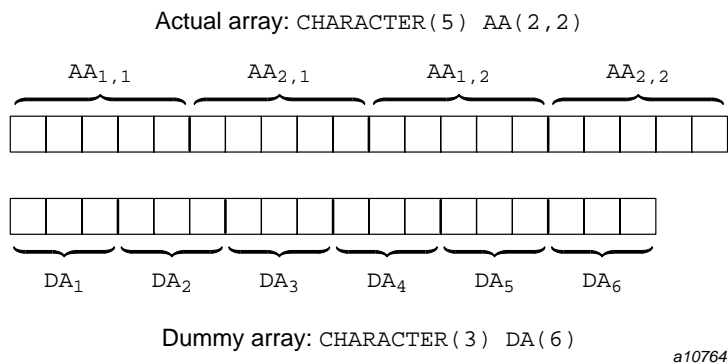 Actual array: CHARACTER(5) AA(2,2)
AA1,1 AA2,1 AA1,2 AA2,2
DA1 DA2 DA3 DA4 DA5 DA6
Dummy array: CHARACTER(3) DA(6)
a10764